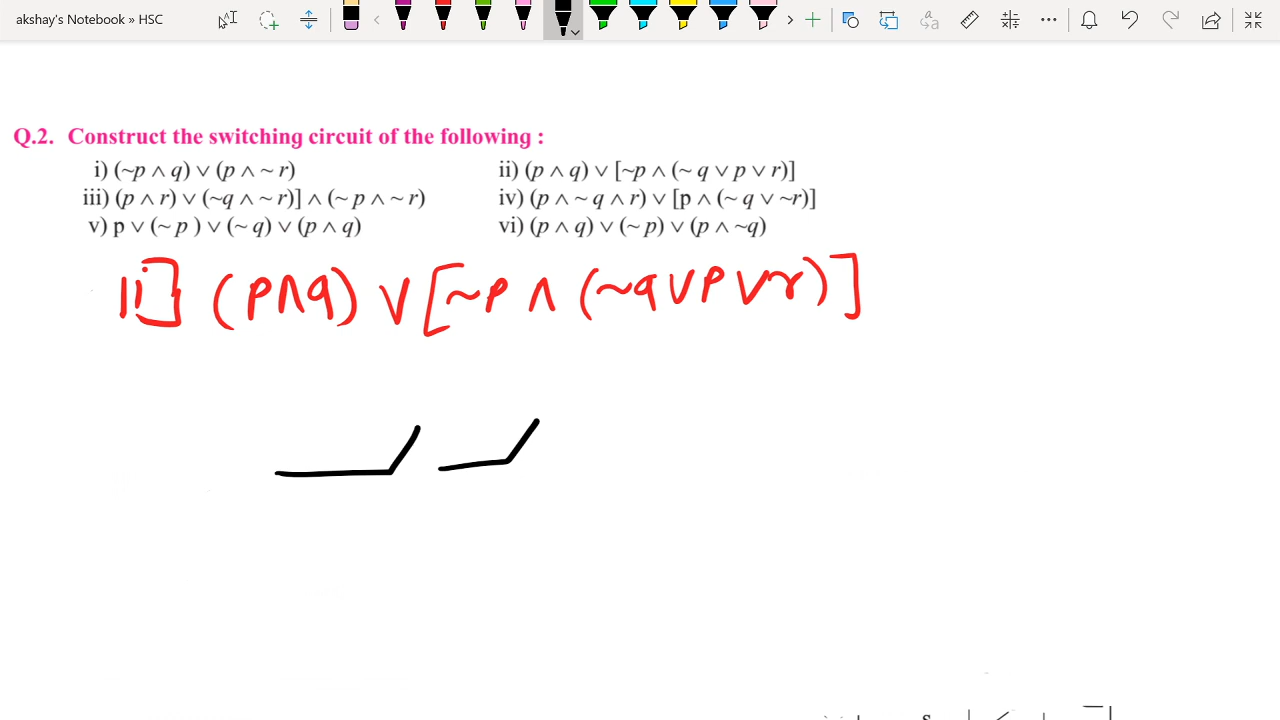 akshay's Notebook » HSC
Q.2. Construct the switching circuit of the following :
i) (~p ∧ q) ∨ (p ∧ ~ r)
ii) (p ∧ q) ∨ [~p ∧ (~ q ∨ p ∨ r)]
iii) (p ∧ r) ∨ (~q ∧ ~ r)] ∧ (~ p ∧ ~ r)
iv) (p ∧ ~ q ∧ r) ∨ [p ∧ (~ q ∨ ~r)]
v) p ∨ (~ p ) ∨ (~ q) ∨ (p ∧ q)
vi) (p ∧ q) ∨ (~ p) ∨ (p ∧ ~q)
ii] (p∧q) ∨ [~p ∧ (~q∨p∨r)]